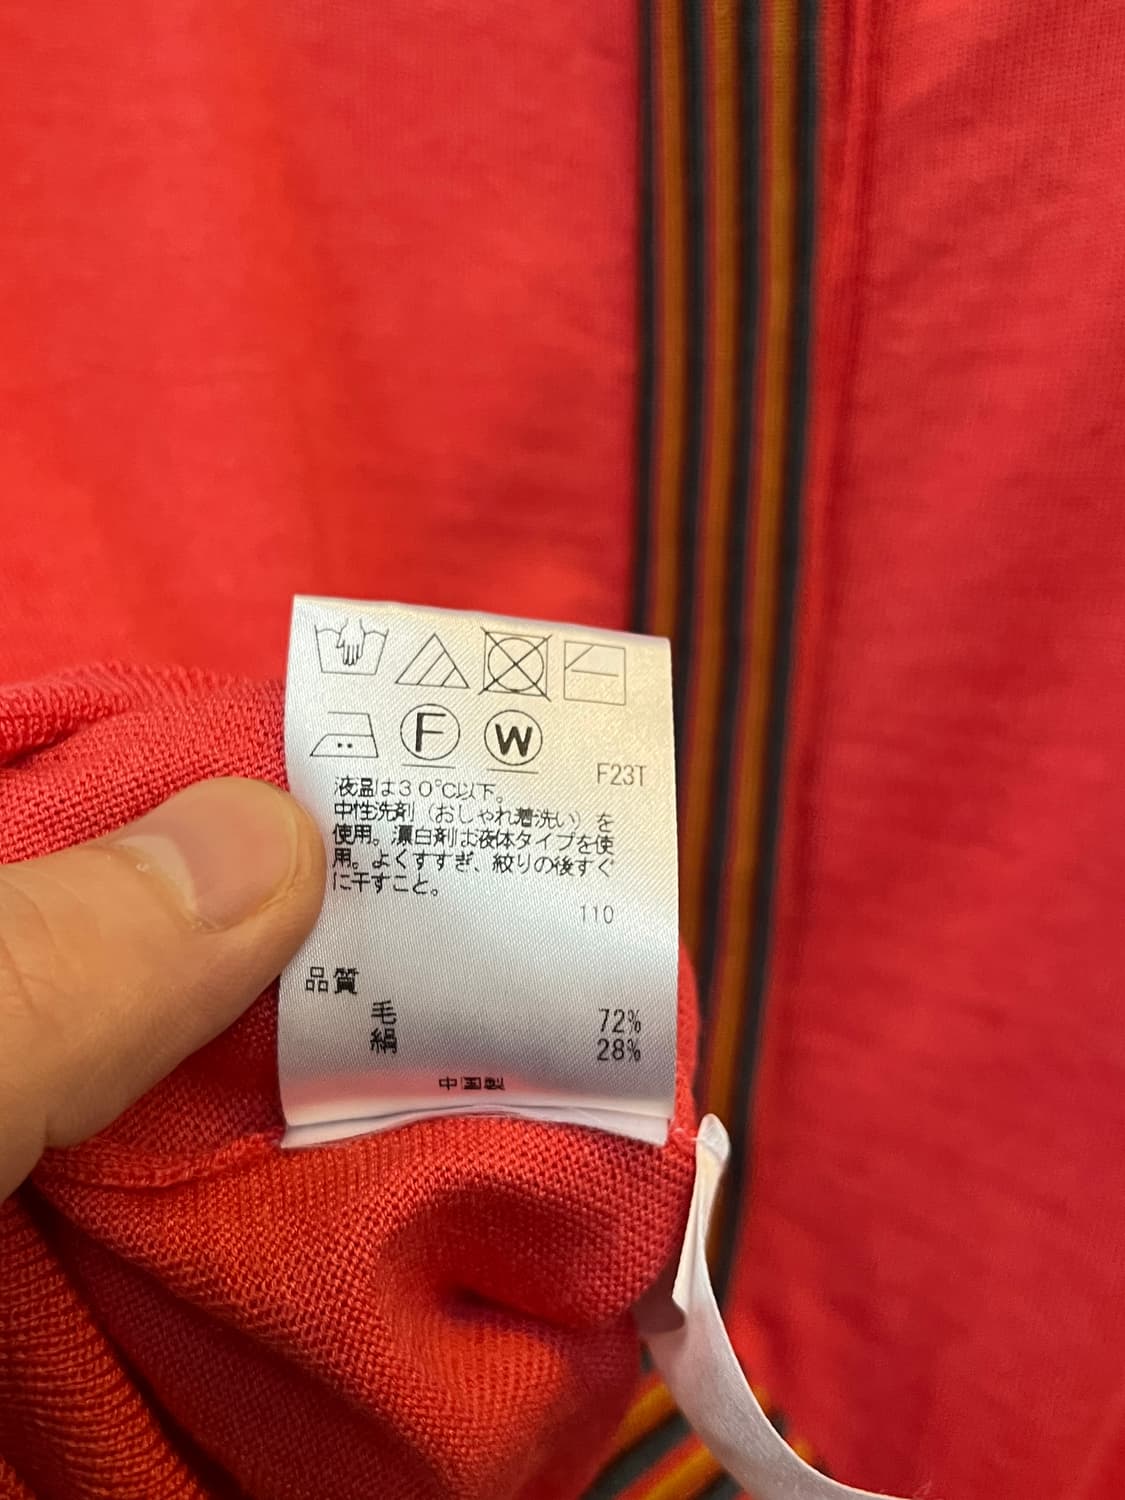 F W
F23T
液温は30℃以下。
中性洗剤(おしゃれ着洗い)を
使用。漂白剤は液体タイプを使
用。よくすすぎ、絞りの後すぐ
に干すこと。
110
品質
毛 72%
絹 28%
中国製